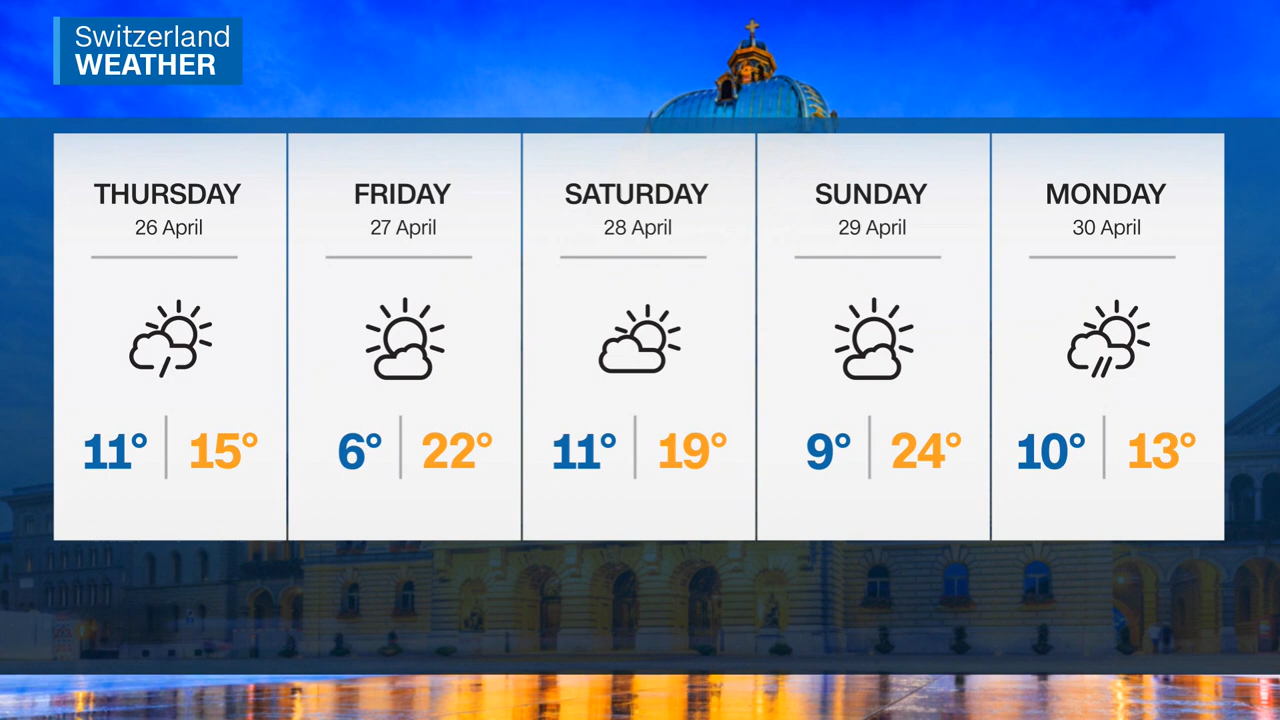 Switzerland
WEATHER
THURSDAY
26 April
11° 15°
FRIDAY
27 April
6° 22°
SATURDAY
28 April
11° 19°
SUNDAY
29 April
9° 24°
MONDAY
30 April
10° 13°